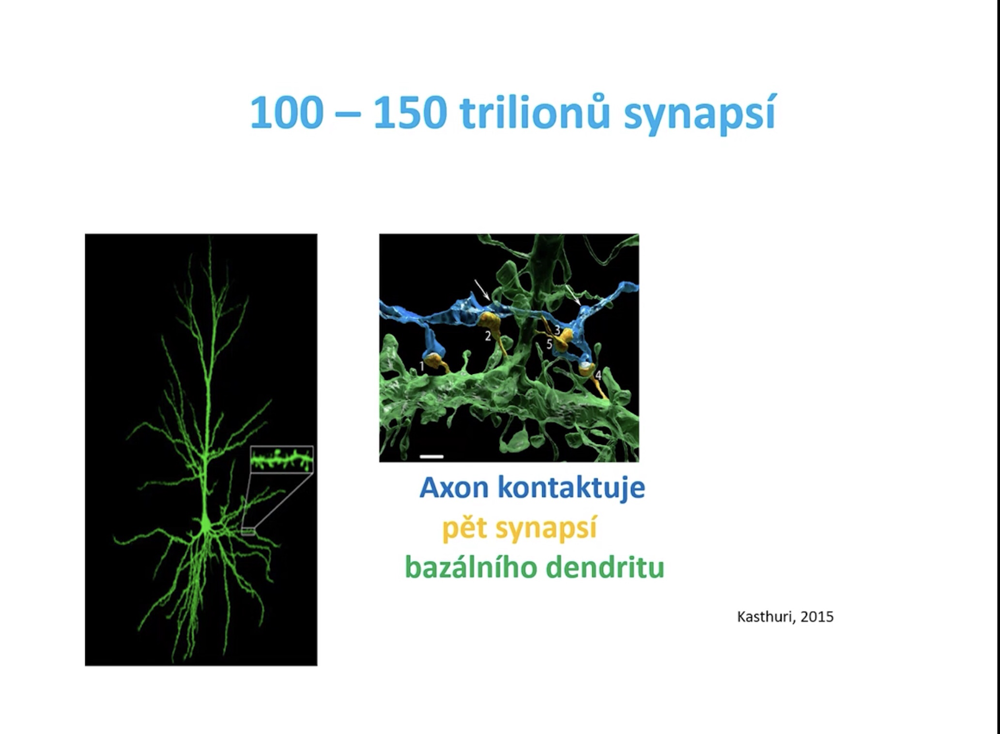 100 – 150 trilionů synapsí
1
2
3
5
4
Axon kontaktuje
pět synapsí
bazálního dendritu
Kasthuri, 2015